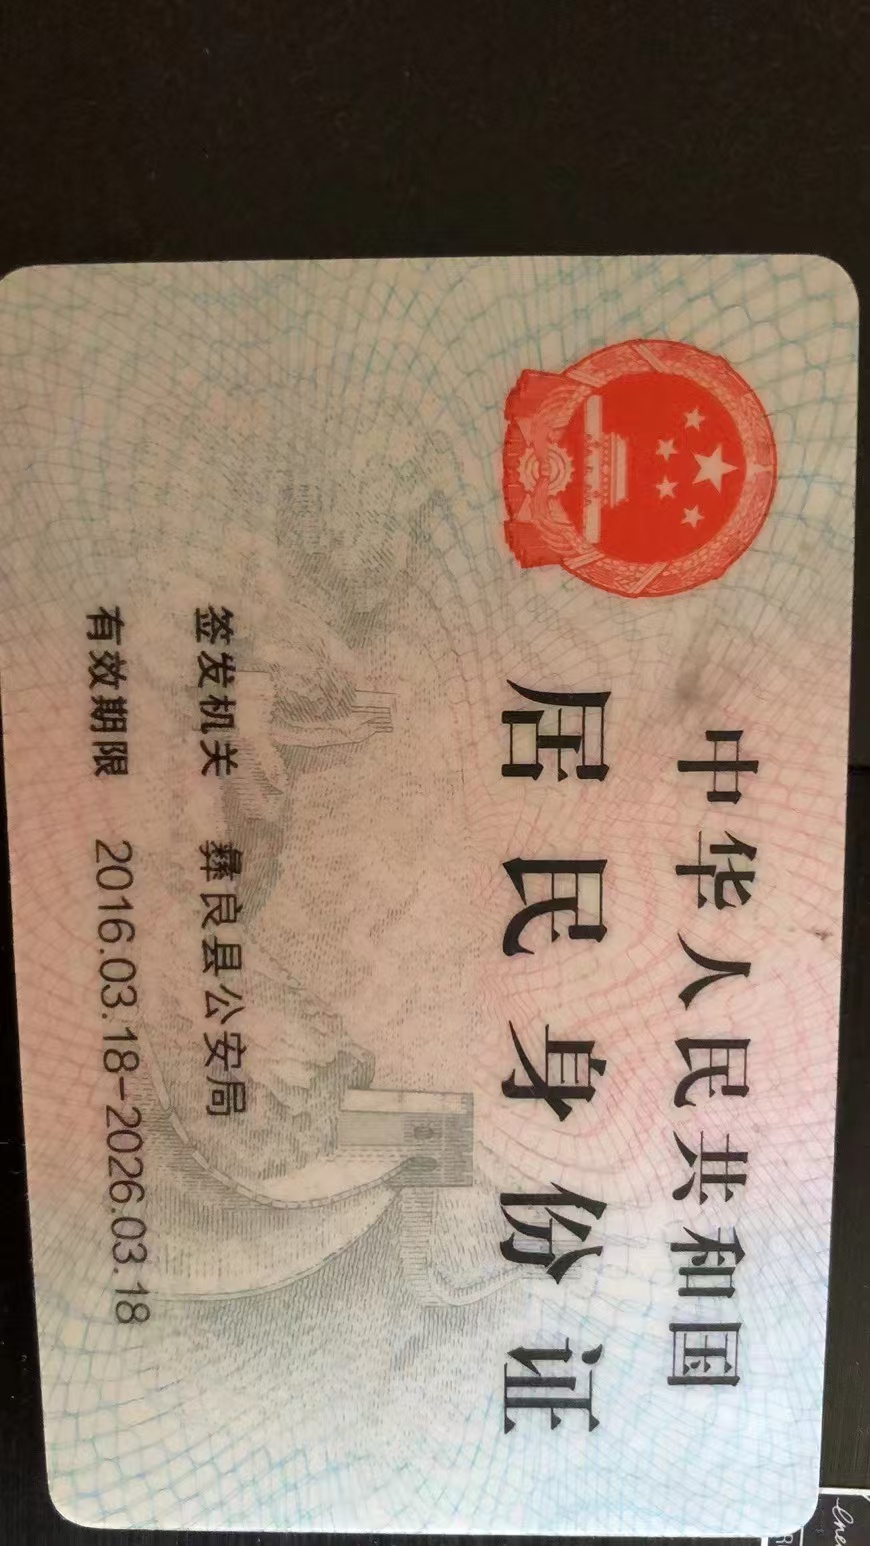 中华人民共和国
居民身份证
签发机关 彝良县公安局
有效期限 2016.03.18-2026.03.18